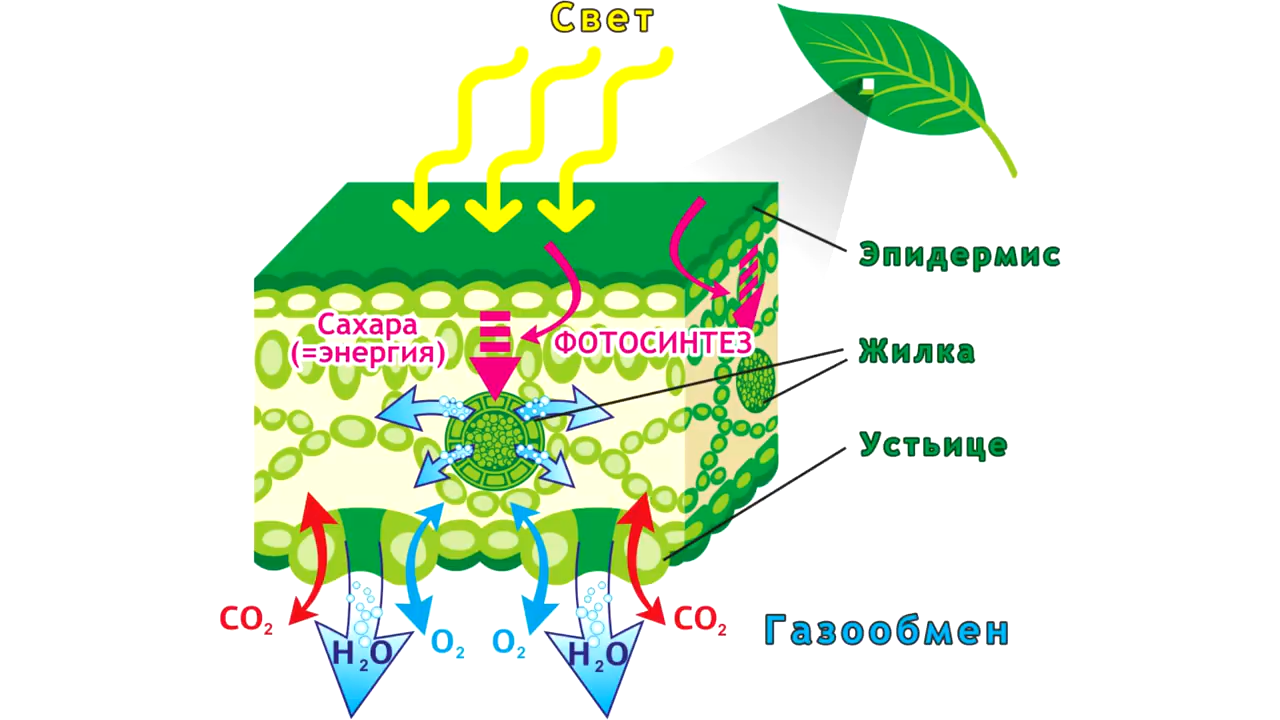 Свет
Эпидермис
Сахара
(=энергия)
ФОТОСИНТЕЗ
Жилка
Устьице
CO₂
H₂O
O₂
O₂
H₂O
CO₂
Газообмен